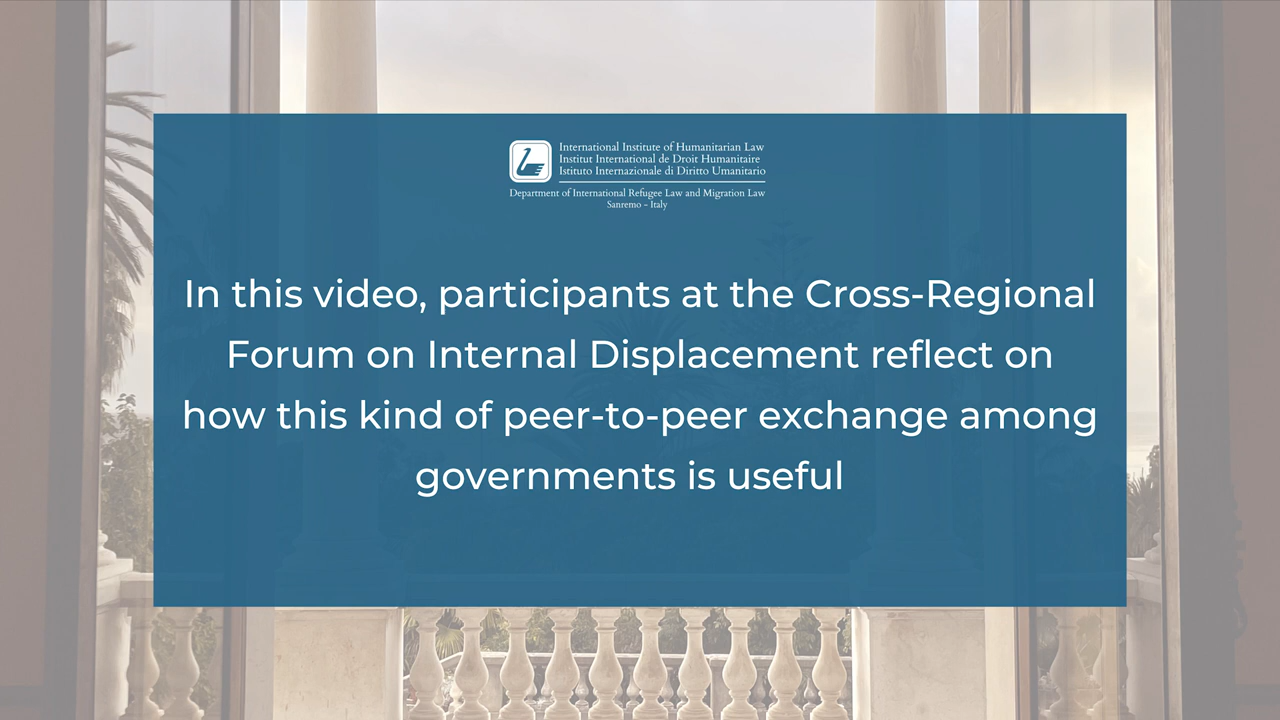 International Institute of Humanitarian Law
Institut International de Droit Humanitaire
Istituto Internazionale di Diritto Umanitario
Department of International Refugee Law and Migration Law
Sanremo - Italy
In this video, participants at the Cross-Regional
Forum on Internal Displacement reflect on
how this kind of peer-to-peer exchange among
governments is useful